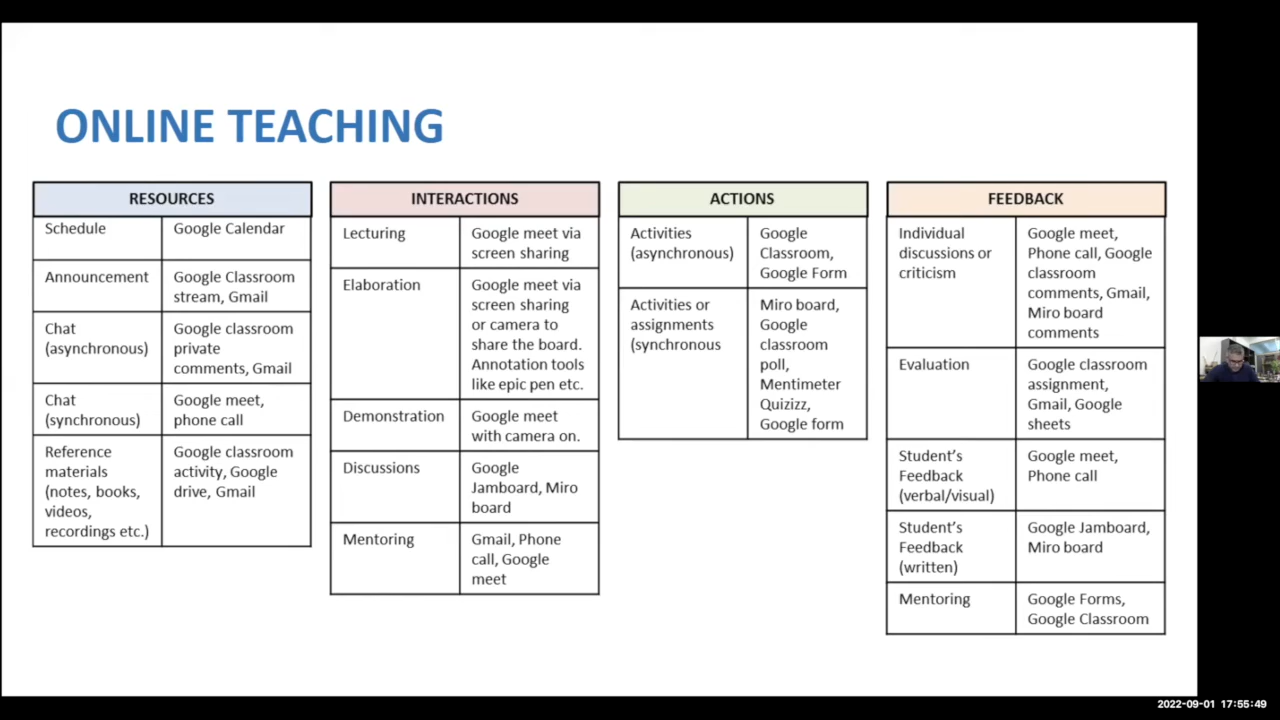 ONLINE TEACHING
RESOURCES
Schedule
Google Calendar
Announcement
Google Classroom
stream, Gmail
Chat
(asynchronous)
Google classroom
private
comments, Gmail
Chat
(synchronous)
Google meet,
phone call
Reference
materials
(notes, books,
videos,
recordings etc.)
Google classroom
activity, Google
drive, Gmail
INTERACTIONS
Lecturing
Google meet via
screen sharing
Elaboration
Google meet via
screen sharing
or camera to
share the board.
Annotation tools
like epic pen etc.
Demonstration
Google meet
with camera on.
Discussions
Google
Jamboard, Miro
board
Mentoring
Gmail, Phone
call, Google
meet
ACTIONS
Activities
(asynchronous)
Google
Classroom,
Google Form
Activities or
assignments
(synchronous
Miro board,
Google
classroom
poll,
Mentimeter
Quizizz,
Google form
FEEDBACK
Individual
discussions or
criticism
Google meet,
Phone call, Google
classroom
comments, Gmail,
Miro board
comments
Evaluation
Google classroom
assignment,
Gmail, Google
sheets
Student’s
Feedback
(verbal/visual)
Google meet,
Phone call
Student’s
Feedback
(written)
Google Jamboard,
Miro board
Mentoring
Google Forms,
Google Classroom
2022-09-01 17:55:49